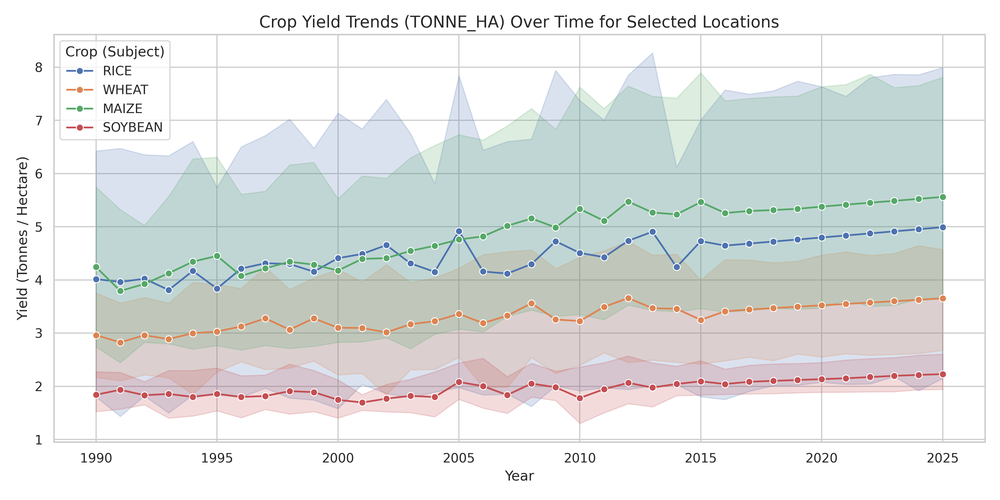 Crop Yield Trends (TONNE_HA) Over Time for Selected Locations
Crop (Subject)
RICE
WHEAT
MAIZE
SOYBEAN
Yield (Tonnes / Hectare)
8
7
6
5
4
3
2
1
1990 1995 2000 2005 2010 2015 2020 2025
Year